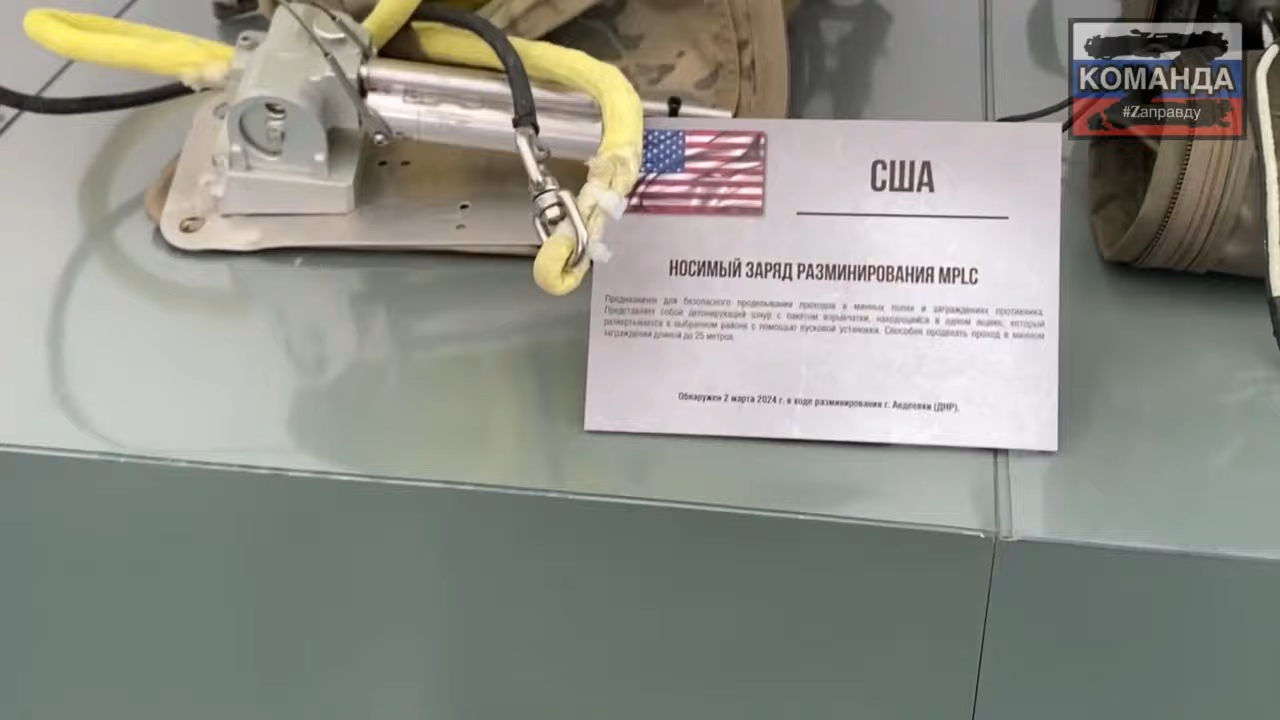 КОМАНДА
#Zаправду
США
НОСИМЫЙ ЗАРЯД РАЗМИНИРОВАНИЯ MPLC
Предназначен для безопасного проделывания проходов в минных полях и заграждениях противника.
Представляет собой детонирующий шнур с пакетом взрывчатки, находящийся в одном ящике, который
развертывается в выбранном районе с помощью пусковой установки. Способен проделать проход в минном
заграждении длиной до 25 метров.
Обнаружен 2 марта 2024 г. в ходе разминирования г. Авдеевки (ДНР).